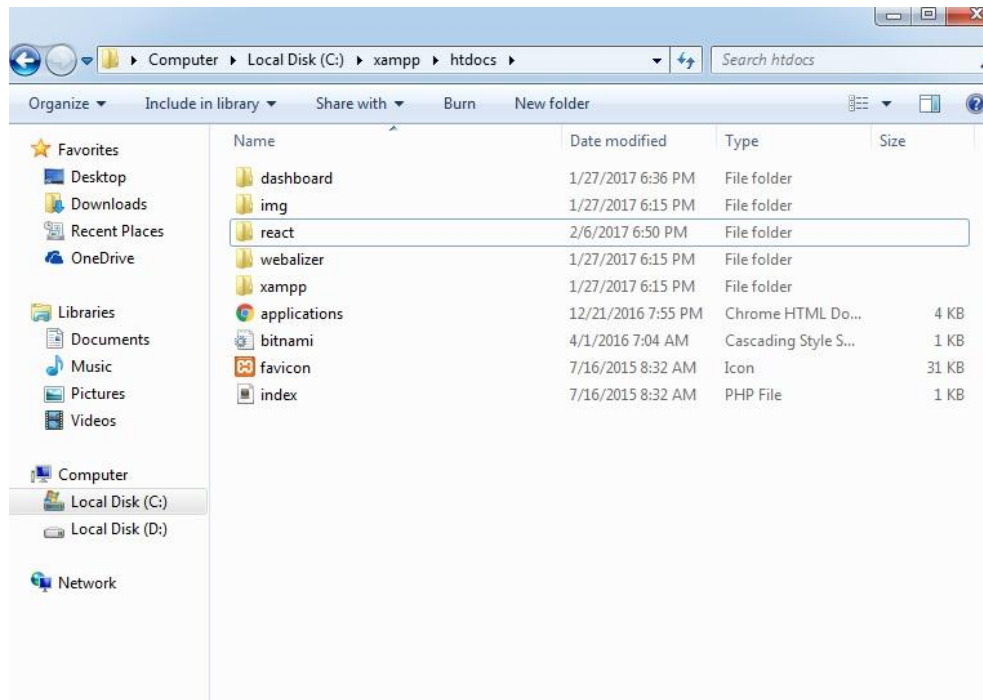 Computer Local Disk (C:) xampp htdocs Search htdocs
Organize Include in library Share with Burn New folder
Name Date modified Type Size
Favorites
Desktop
Downloads
Recent Places
OneDrive
Libraries
Documents
Music
Pictures
Videos
Computer
Local Disk (C:)
Local Disk (D:)
Network
dashboard 1/27/2017 6:36 PM File folder
img 1/27/2017 6:15 PM File folder
react 2/6/2017 6:50 PM File folder
webalizer 1/27/2017 6:15 PM File folder
xampp 1/27/2017 6:15 PM File folder
applications 12/21/2016 7:55 PM Chrome HTML Do... 4 KB
bitnami 4/1/2016 7:04 AM Cascading Style S... 1 KB
favicon 7/16/2015 8:32 AM Icon 31 KB
index 7/16/2015 8:32 AM PHP File 1 KB